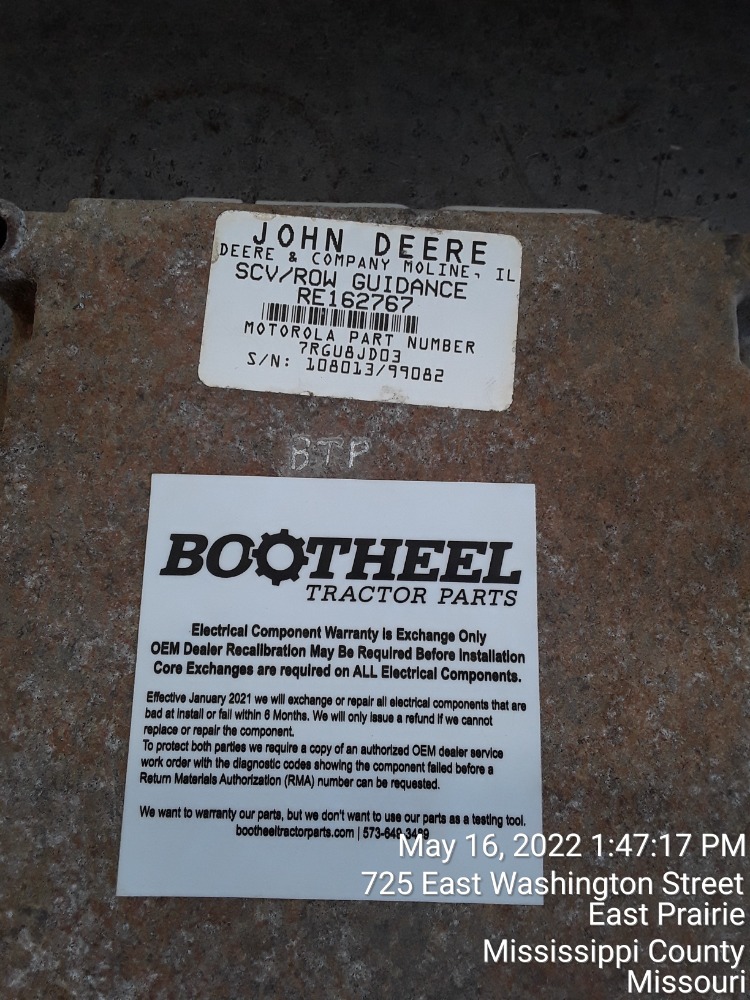 JOHN DEERE
DEERE & COMPANY MOLINE, IL
SCV/ROW GUIDANCE
RE162767
MOTOROLA PART NUMBER
7RGU8JD03
S/N: 108013/99082
BTP
BOOTHEEL
TRACTOR PARTS
Electrical Component Warranty is Exchange Only
OEM Dealer Recalibration May Be Required Before Installation
Core Exchanges are required on ALL Electrical Components.
Effective January 2021 we will exchange or repair all electrical components that are
bad at install or fail within 6 Months. We will only issue a refund if we cannot
replace or repair the component.
To protect both parties we require a copy of an authorized OEM dealer service
work order with the diagnostic codes showing the component failed before a
Return Materials Authorization (RMA) number can be requested.
We want to warranty our parts, but we don't want to use our parts as a testing tool.
bootheeltractorparts.com |
May 16, 2022 1:47:17 PM
725 East Washington Street
East Prairie
Mississippi County
Missouri